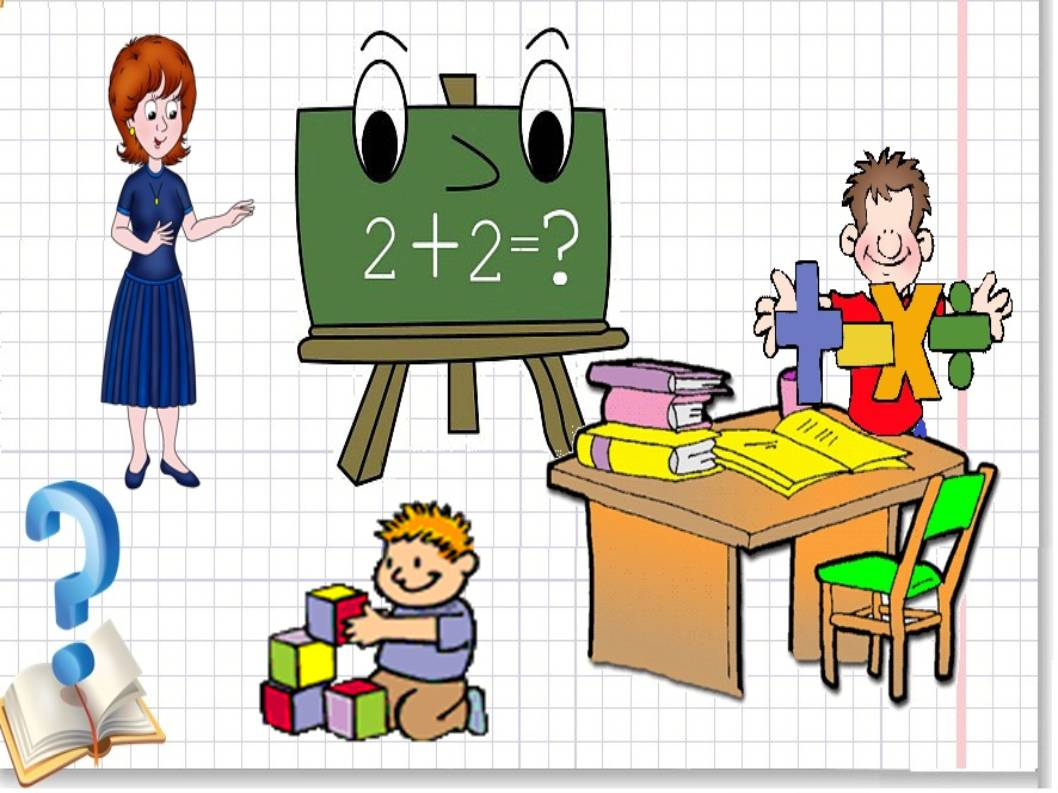 2+2=?
+ - x ÷
?